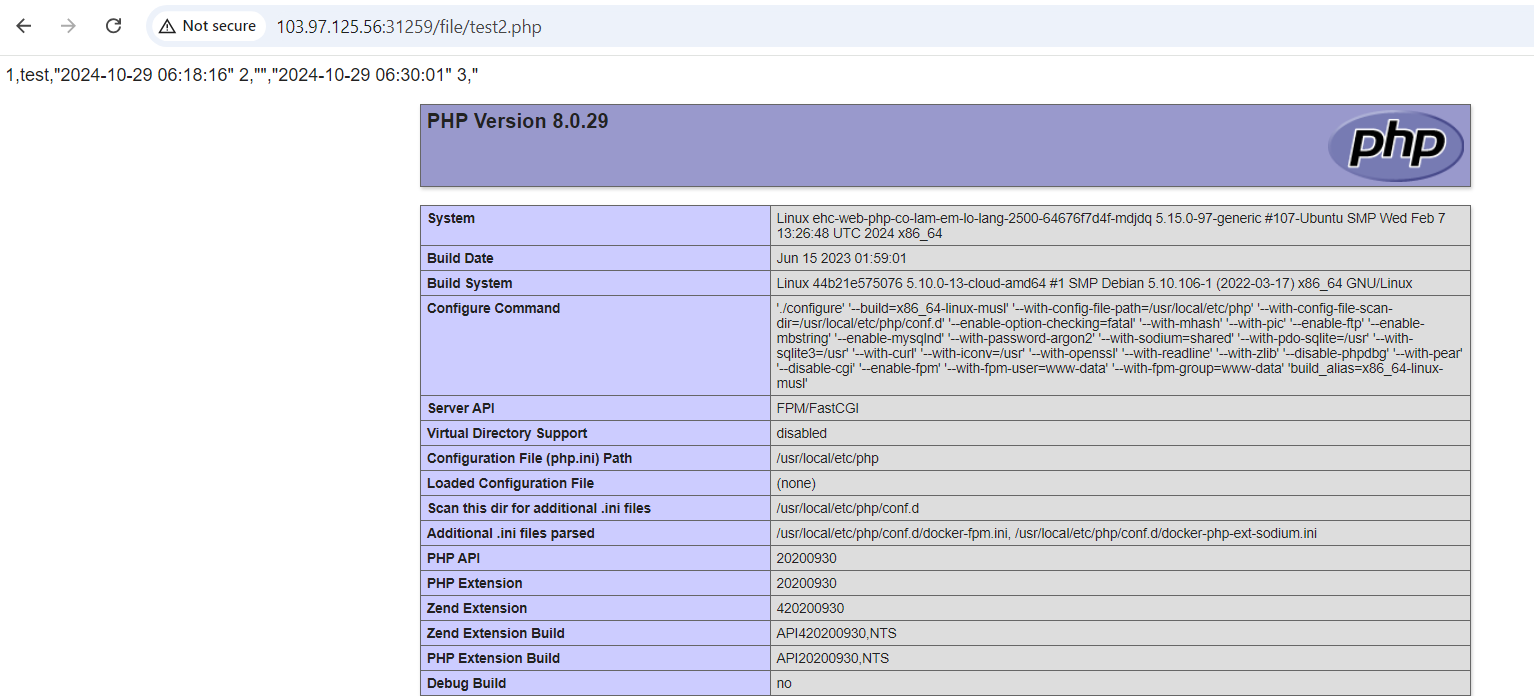 Not secure 103.97.125.56:31259/file/test2.php
1,test,"2024-10-29 06:18:16" 2,"","2024-10-29 06:30:01" 3,"
PHP Version 8.0.29
php
System
Linux ehc-web-php-co-lam-em-lo-lang-2500-64676f7d4f-mdjdq 5.15.0-97-generic #107-Ubuntu SMP Wed Feb 7
13:26:48 UTC 2024 x86_64
Build Date
Jun 15 2023 01:59:01
Build System
Linux 44b21e575076 5.10.0-13-cloud-amd64 #1 SMP Debian 5.10.106-1 (2022-03-17) x86_64 GNU/Linux
Configure Command
'./configure' '--build=x86_64-linux-musl' '--with-config-file-path=/usr/local/etc/php' '--with-config-file-scan-
dir=/usr/local/etc/php/conf.d' '--enable-option-checking=fatal' '--with-mhash' '--with-pic' '--enable-ftp' '--enable-
mbstring' '--enable-mysqlnd' '--with-password-argon2' '--with-sodium=shared' '--with-pdo-sqlite=/usr' '--with-
sqlite3=/usr' '--with-curl' '--with-iconv=/usr' '--with-openssl' '--with-readline' '--with-zlib' '--disable-phpdbg' '--with-pear'
'--disable-cgi' '--enable-fpm' '--with-fpm-user=www-data' '--with-fpm-group=www-data' 'build_alias=x86_64-linux-
musl'
Server API
FPM/FastCGI
Virtual Directory Support
disabled
Configuration File (php.ini) Path
/usr/local/etc/php
Loaded Configuration File
(none)
Scan this dir for additional .ini files
/usr/local/etc/php/conf.d
Additional .ini files parsed
/usr/local/etc/php/conf.d/docker-fpm.ini, /usr/local/etc/php/conf.d/docker-php-ext-sodium.ini
PHP API
20200930
PHP Extension
20200930
Zend Extension
420200930
Zend Extension Build
API420200930,NTS
PHP Extension Build
API20200930,NTS
Debug Build
no